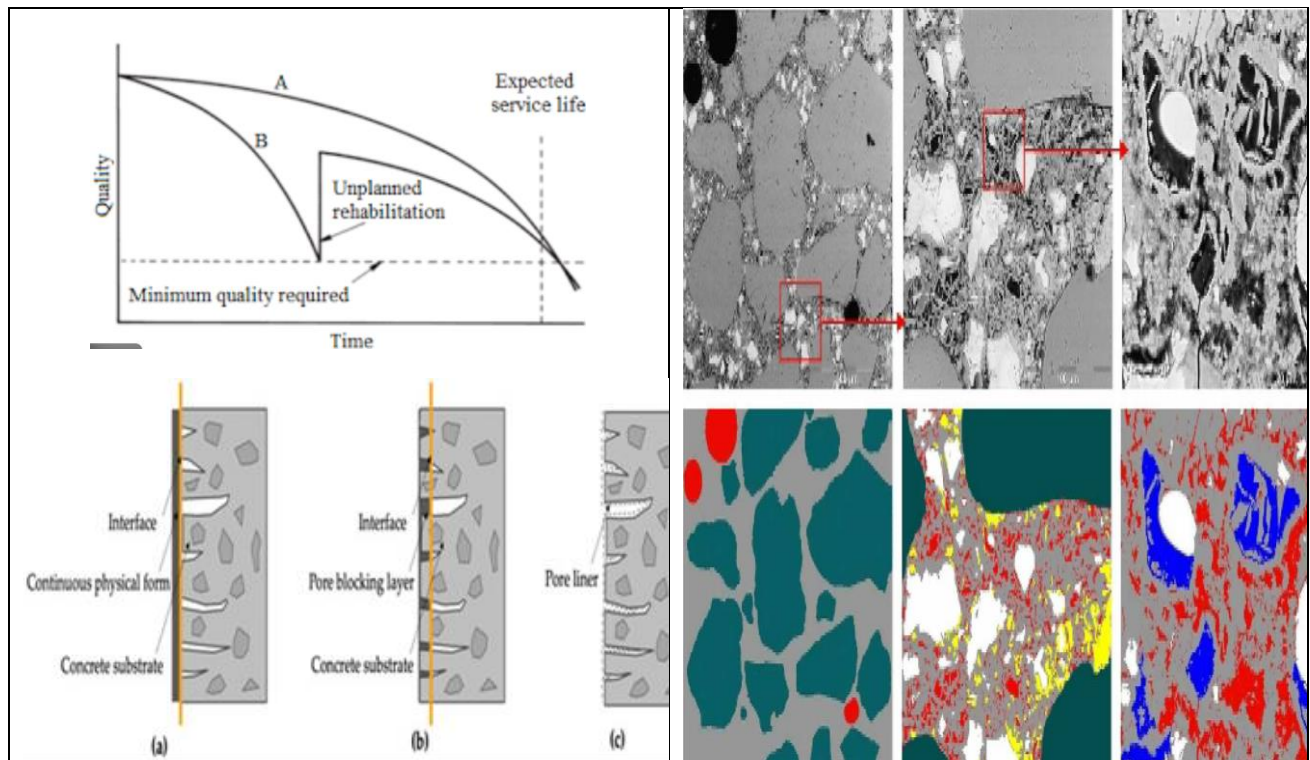 A
B
Expected
service life
Quality
Unplanned
rehabilitation
Minimum quality required
Time
Interface
Continuous physical form
Concrete substrate
(a)
Interface
Pore blocking layer
Concrete substrate
(b)
Pore liner
(c)